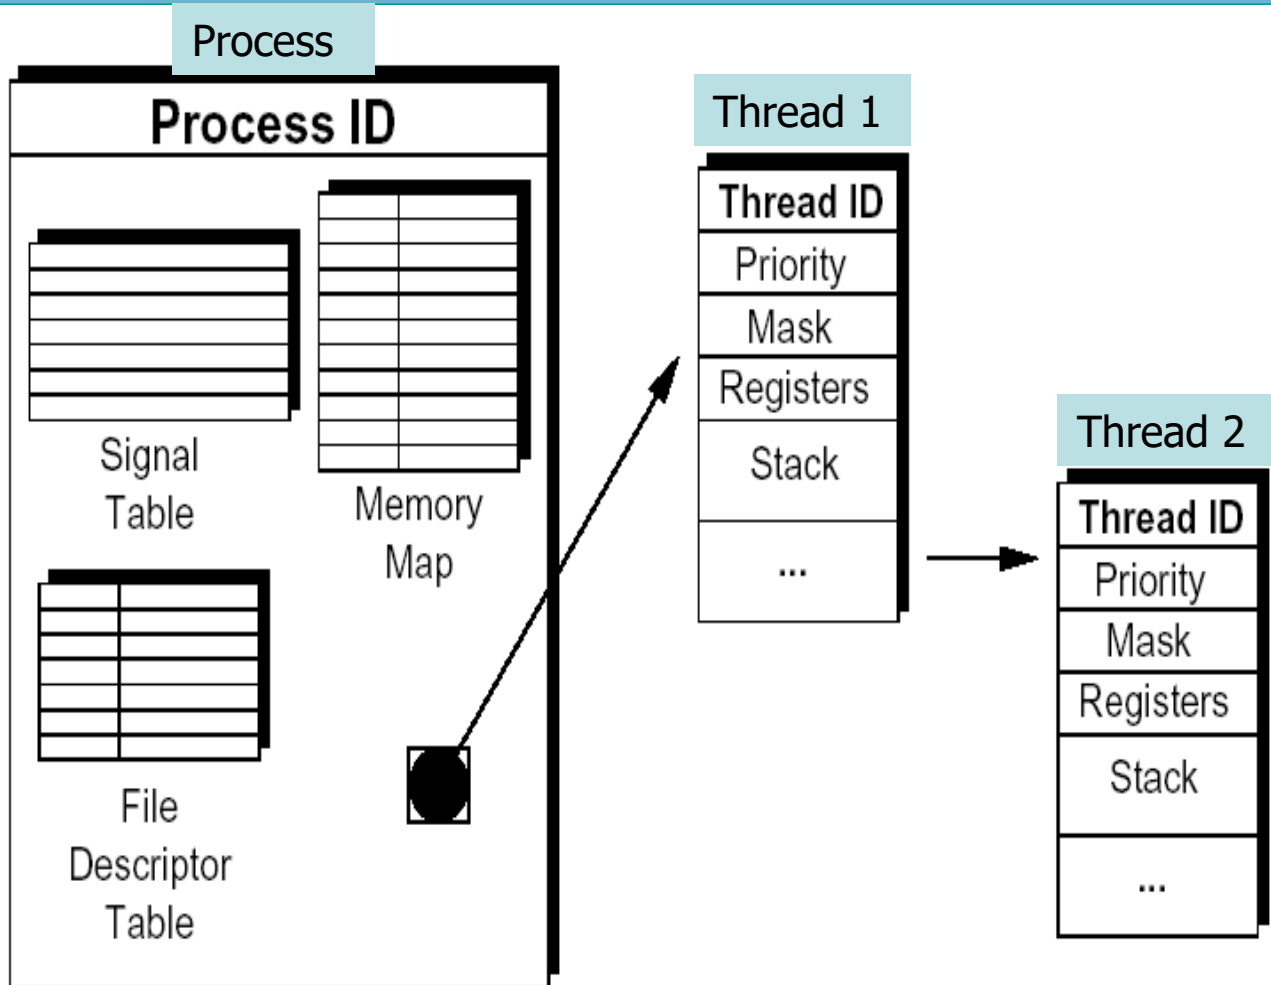 Process
Process ID
Signal
Table
Memory
Map
File
Descriptor
Table
Thread 1
Thread ID
Priority
Mask
Registers
Stack
...
Thread 2
Thread ID
Priority
Mask
Registers
Stack
...